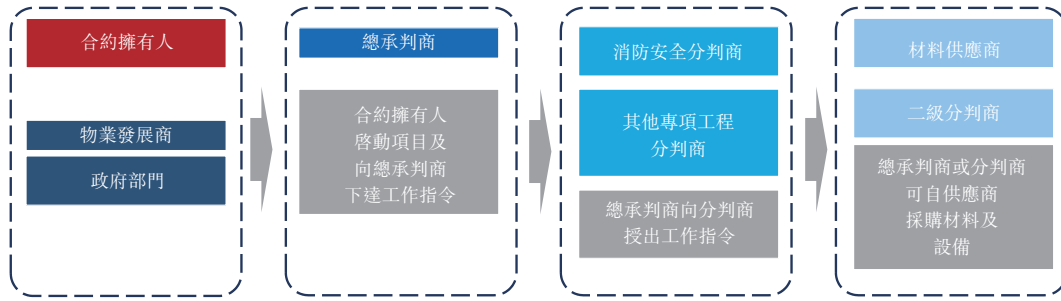 合約擁有人
物業發展商
政府部門
總承判商
合約擁有人
啓動項目及
向總承判商
下達工作指令
消防安全分判商
其他專項工程
分判商
總承判商向分判商
授出工作指令
材料供應商
二級分判商
總承判商或分判商
可自供應商
採購材料及
設備